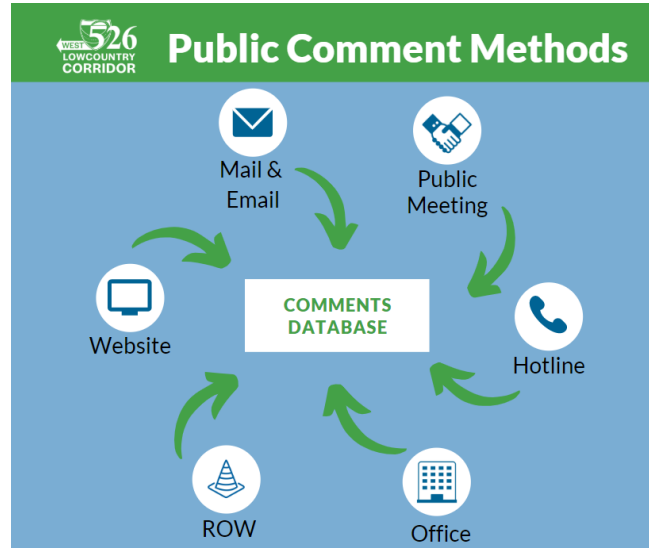 WEST 526
LOWCOUNTRY
CORRIDOR
Public Comment Methods
Mail &
Email
Public
Meeting
Website
COMMENTS
DATABASE
Hotline
ROW
Office